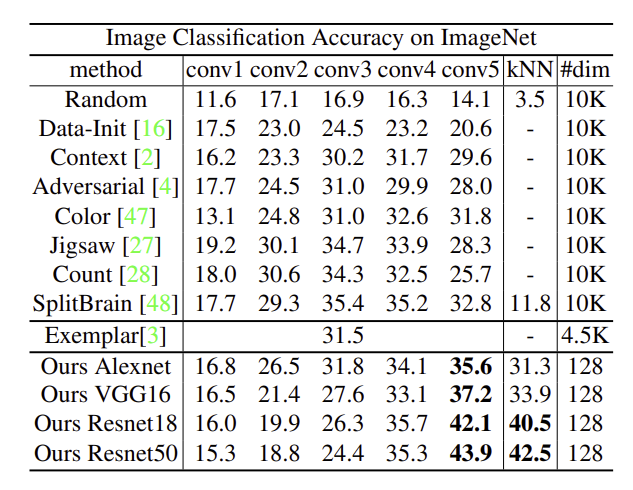 Image Classification Accuracy on ImageNet
method conv1 conv2 conv3 conv4 conv5 kNN #dim
Random 11.6 17.1 16.9 16.3 14.1 3.5 10K
Data-Init [16] 17.5 23.0 24.5 23.2 20.6 - 10K
Context [2] 16.2 23.3 30.2 31.7 29.6 - 10K
Adversarial [4] 17.7 24.5 31.0 29.9 28.0 - 10K
Color [47] 13.1 24.8 31.0 32.6 31.8 - 10K
Jigsaw [27] 19.2 30.1 34.7 33.9 28.3 - 10K
Count [28] 18.0 30.6 34.3 32.5 25.7 - 10K
SplitBrain [48] 17.7 29.3 35.4 35.2 32.8 11.8 10K
Exemplar[3] 31.5 - 4.5K
Ours Alexnet 16.8 26.5 31.8 34.1 35.6 31.3 128
Ours VGG16 16.5 21.4 27.6 33.1 37.2 33.9 128
Ours Resnet18 16.0 19.9 26.3 35.7 42.1 40.5 128
Ours Resnet50 15.3 18.8 24.4 35.3 43.9 42.5 128